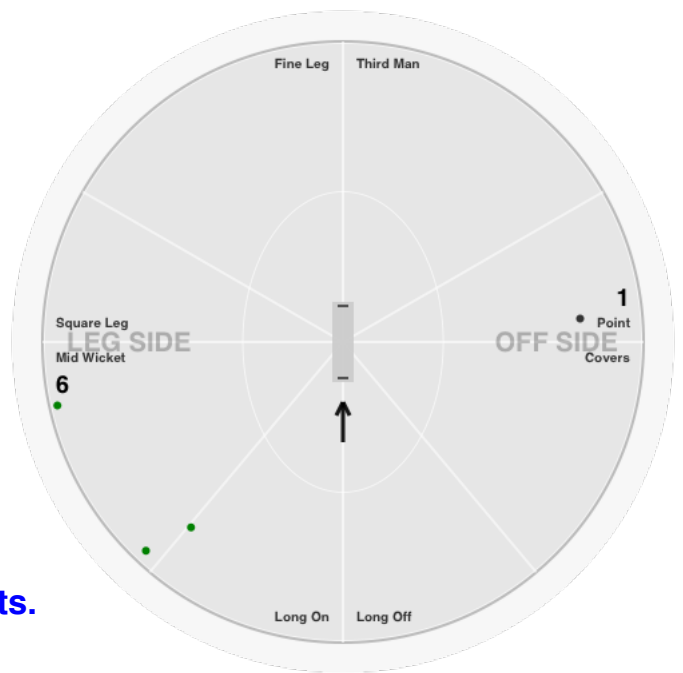 Fine Leg Third Man
1
Square Leg Point
LEG SIDE OFF SIDE
Mid Wicket Covers
6
ts.
Long On Long Off